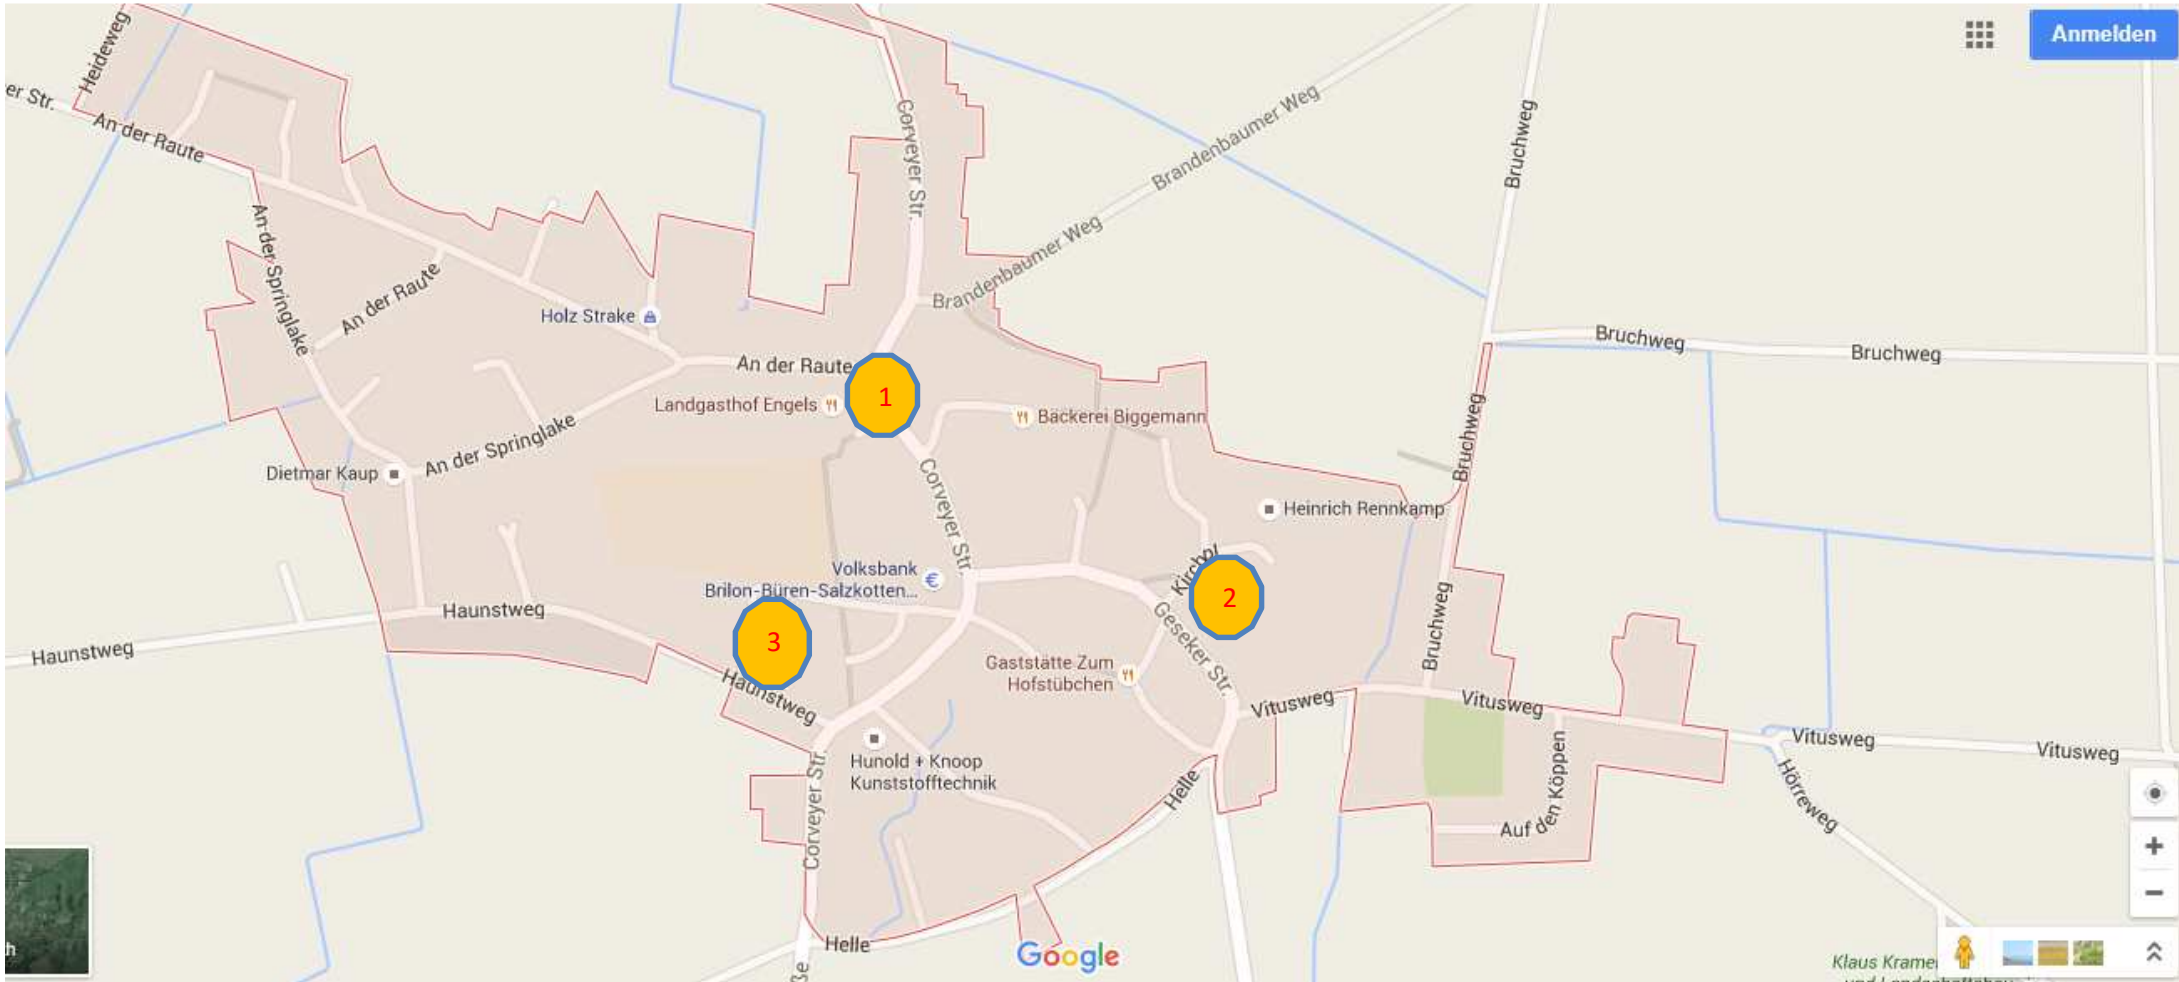 Anmelden
Heideweg
er Str.
An der Raute
Corveyer Str.
Brandenbaumer Weg
Bruchweg
An der Springlake
An der Raute
Brandenbaumer Weg
Holz Strake
Bruchweg
Bruchweg
An der Raute
1
Landgasthof Engels
Bäckerei Biggemann
Bruchweg
An der Springlake
Dietmar Kaup
Corveyer Str.
Heinrich Rennkamp
Volksbank
Brilon-Büren-Salzkotten...
2
Haunstweg
Geseker Str.
Bruchweg
3
Haunstweg
Gaststätte Zum
Hofstübchen
Haunstweg
Vitusweg
Vitusweg
Vitusweg
Vitusweg
Hunold + Knoop
Kunststofftechnik
Corveyer Str.
Helle
Auf den Köppen
Hörreweg
h
Helle
Google
ße
Klaus Krame